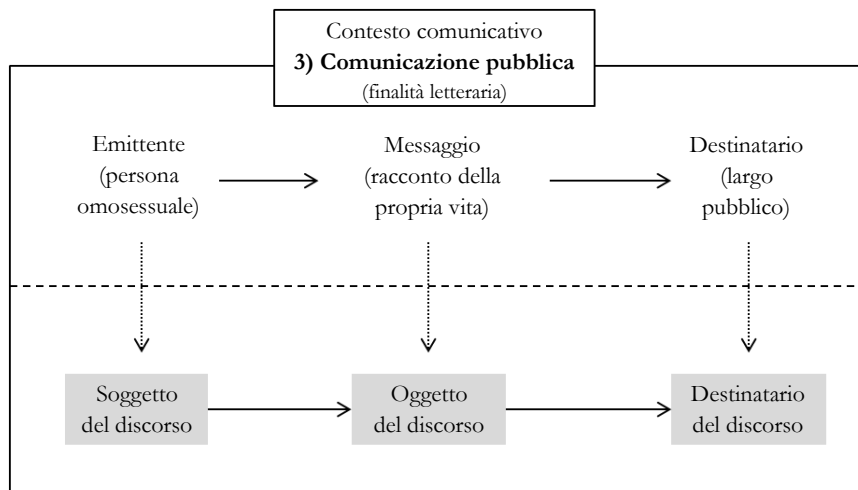 Contesto comunicativo
3) Comunicazione pubblica
(finalità letteraria)
Emittente
(persona
omosessuale)
Messaggio
(racconto della
propria vita)
Destinatario
(largo
pubblico)
Soggetto
del discorso
Oggetto
del discorso
Destinatario
del discorso